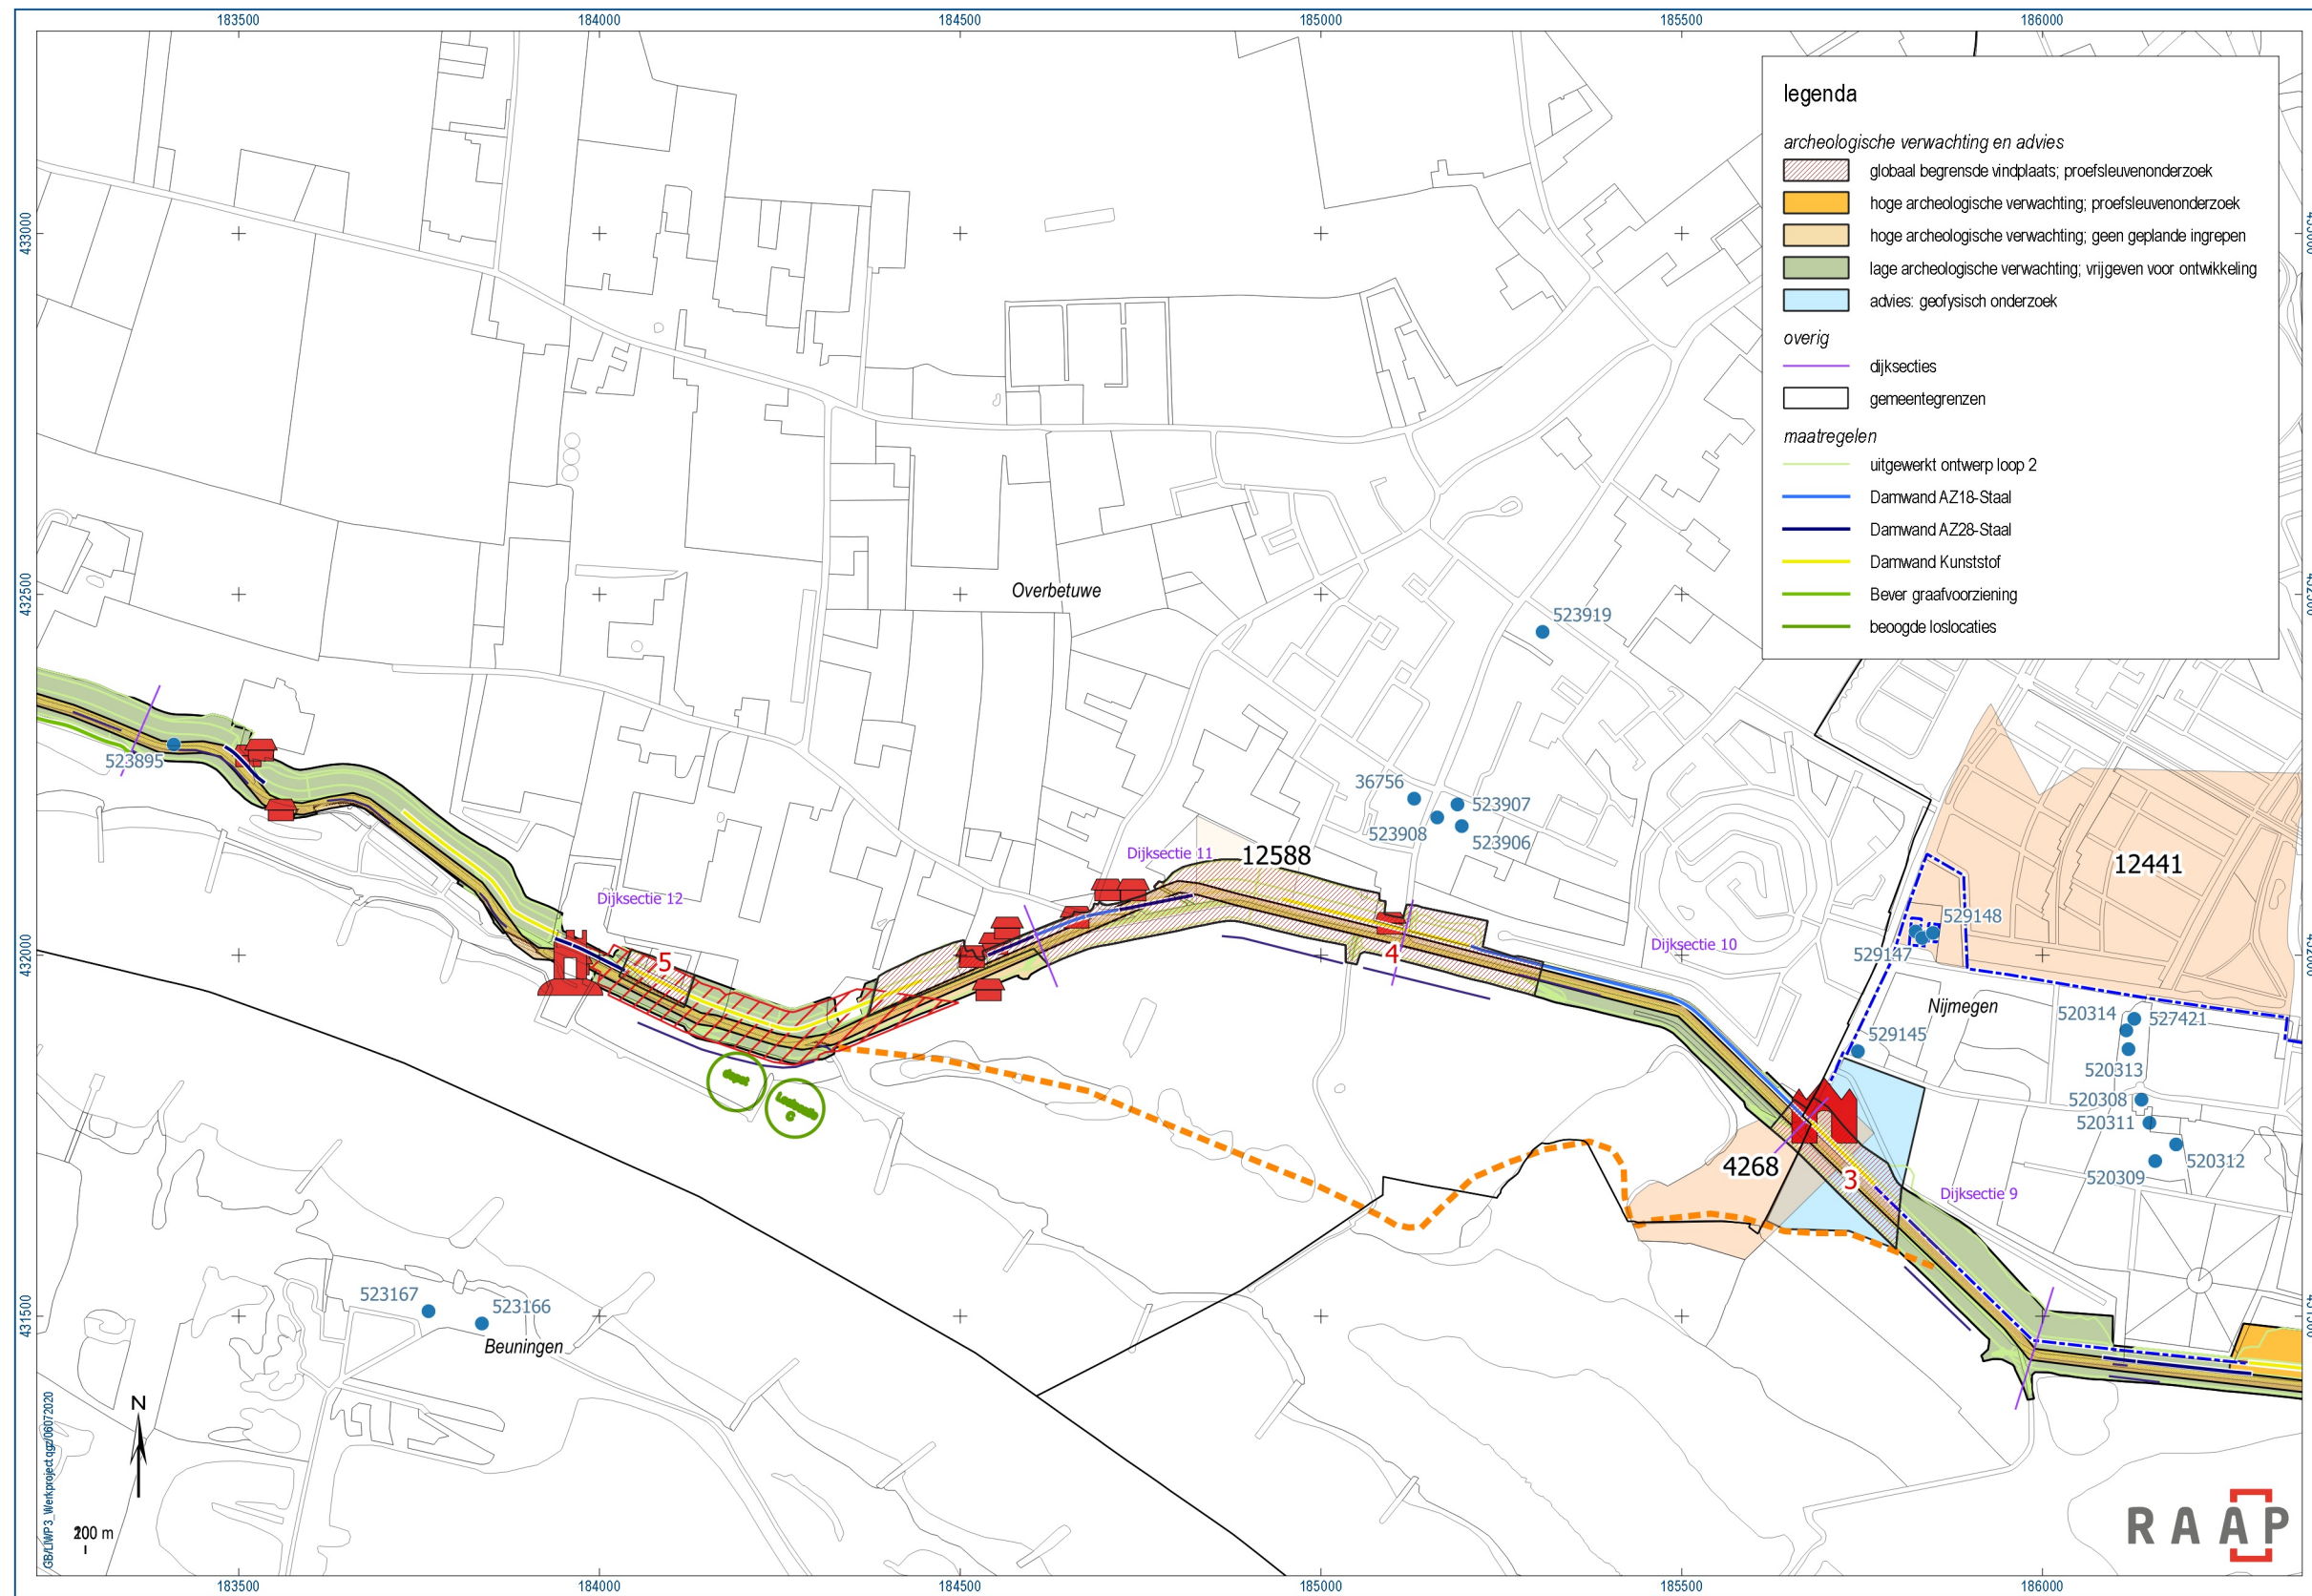 183500
184000
184500
185000
185500
186000
legenda
archeologische verwachting en advies
globaal begrensde vindplaats; proefsleuvenonderzoek
hoge archeologische verwachting; proefsleuvenonderzoek
hoge archeologische verwachting; geen geplande ingrepen
lage archeologische verwachting; vrijgeven voor ontwikkeling
advies: geofysisch onderzoek
overig
dijksecties
gemeentegrenzen
maatregelen
uitgewerkt ontwerp loop 2
Damwand AZ18-Staal
Damwand AZ28-Staal
Damwand Kunststof
Bever graafvoorziening
beoogde loslocaties
433000
432500
Overbetuwe
523919
523895
36756
523907
523908
523906
Dijksectie 11
12588
12441
Dijksectie 12
529148
Dijksectie 10
529147
432000
5
4
Nijmegen
520314
527421
529145
520313
520308
520311
4268
3
520312
520309
Dijksectie 9
523167
523166
431500
Beuningen
N
GB/LIWP3_Werkproject.qgz/06072020
200 m
RAAP
183500
184000
184500
185000
185500
186000